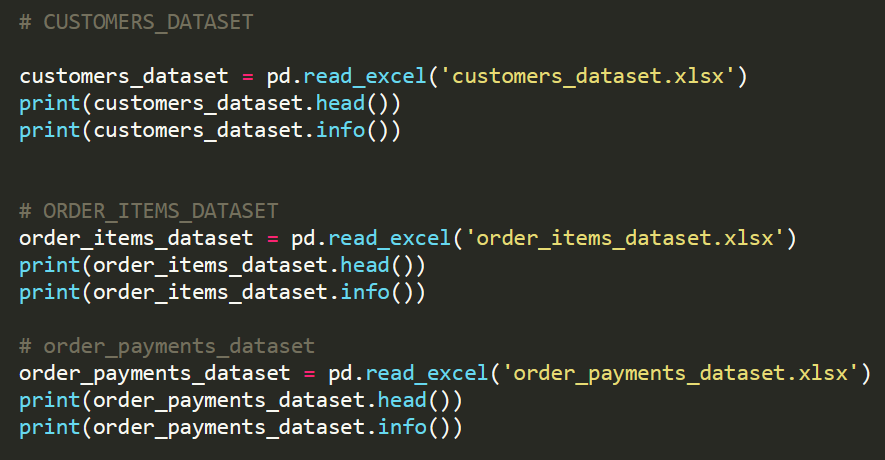 # CUSTOMERS_DATASET
customers_dataset = pd.read_excel('customers_dataset.xlsx')
print(customers_dataset.head())
print(customers_dataset.info())
# ORDER_ITEMS_DATASET
order_items_dataset = pd.read_excel('order_items_dataset.xlsx')
print(order_items_dataset.head())
print(order_items_dataset.info())
# order_payments_dataset
order_payments_dataset = pd.read_excel('order_payments_dataset.xlsx')
print(order_payments_dataset.head())
print(order_payments_dataset.info())